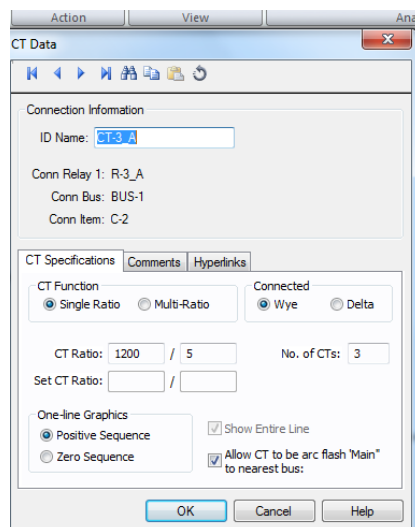 Action View Ana
CT Data
Connection Information
ID Name: CT-3_A
Conn Relay 1: R-3_A
Conn Bus: BUS-1
Conn Item: C-2
CT Specifications Comments Hyperlinks
CT Function
Single Ratio Multi-Ratio
Connected
Wye Delta
CT Ratio: 1200 / 5 No. of CTs: 3
Set CT Ratio: /
One-line Graphics
Positive Sequence
Zero Sequence
Show Entire Line
Allow CT to be arc flash 'Main"
to nearest bus:
OK Cancel Help